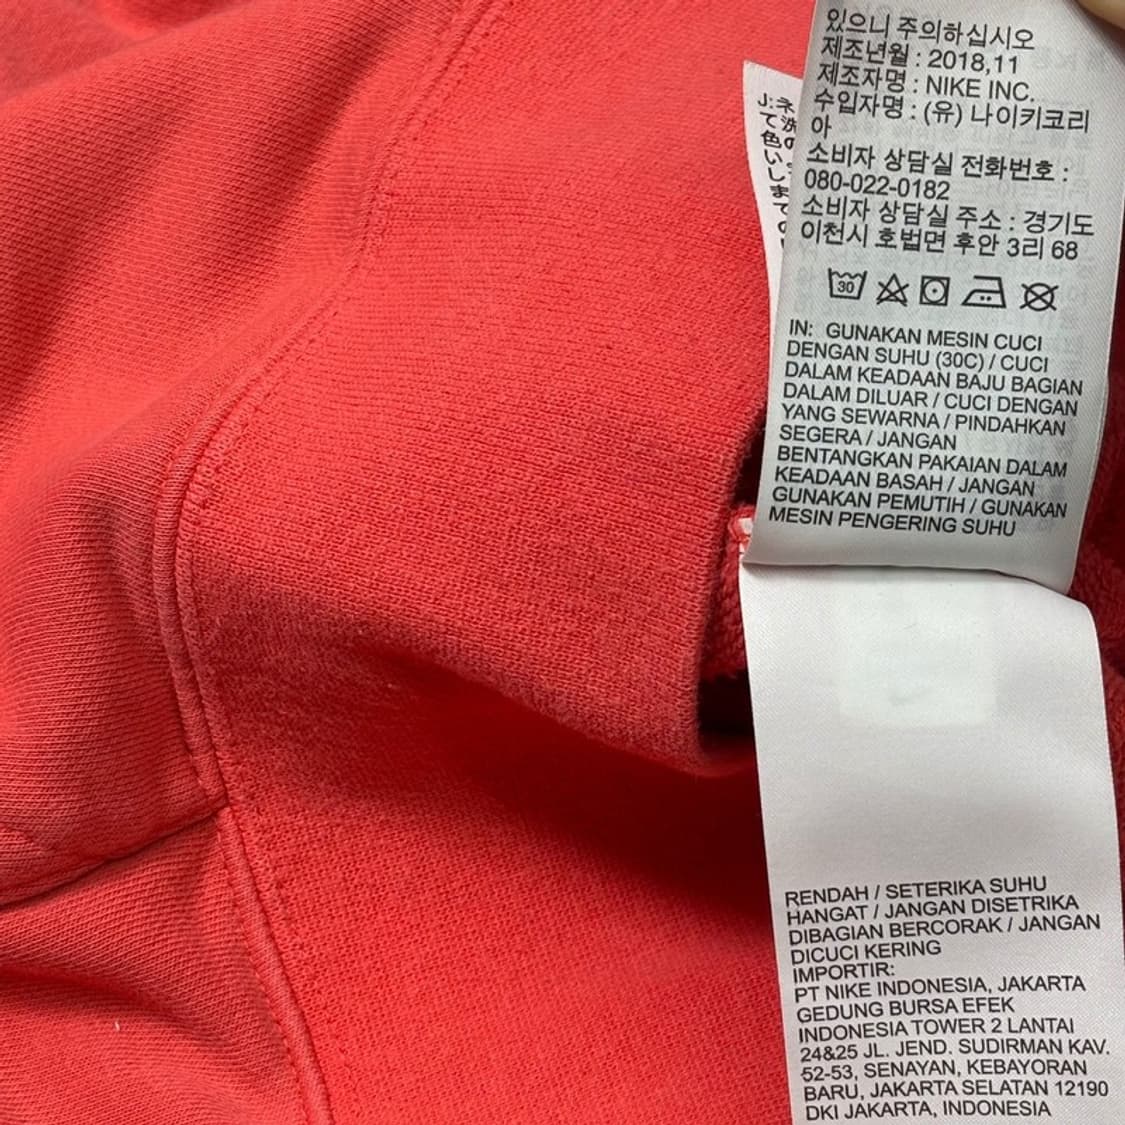 있으니 주의하십시오
제조년월 : 2018,11
제조자명 : NIKE INC.
수입자명 : (유) 나이키코리
아
소비자 상담실 전화번호 :
080-022-0182
소비자 상담실 주소 : 경기도
이천시 호법면 후안 3리 68
30
IN: GUNAKAN MESIN CUCI
DENGAN SUHU (30C) / CUCI
DALAM KEADAAN BAJU BAGIAN
DALAM DILUAR / CUCI DENGAN
YANG SEWARNA / PINDAHKAN
SEGERA / JANGAN
BENTANGKAN PAKAIAN DALAM
KEADAAN BASAH / JANGAN
GUNAKAN PEMUTIH / GUNAKAN
MESIN PENGERING SUHU
RENDAH / SETERIKA SUHU
HANGAT / JANGAN DISETRIKA
DIBAGIAN BERCORAK / JANGAN
DICUCI KERING
IMPORTIR:
PT NIKE INDONESIA, JAKARTA
GEDUNG BURSA EFEK
INDONESIA TOWER 2 LANTAI
24&25 JL. JEND. SUDIRMAN KAV.
52-53, SENAYAN, KEBAYORAN
BARU, JAKARTA SELATAN 12190
DKI JAKARTA, INDONESIA